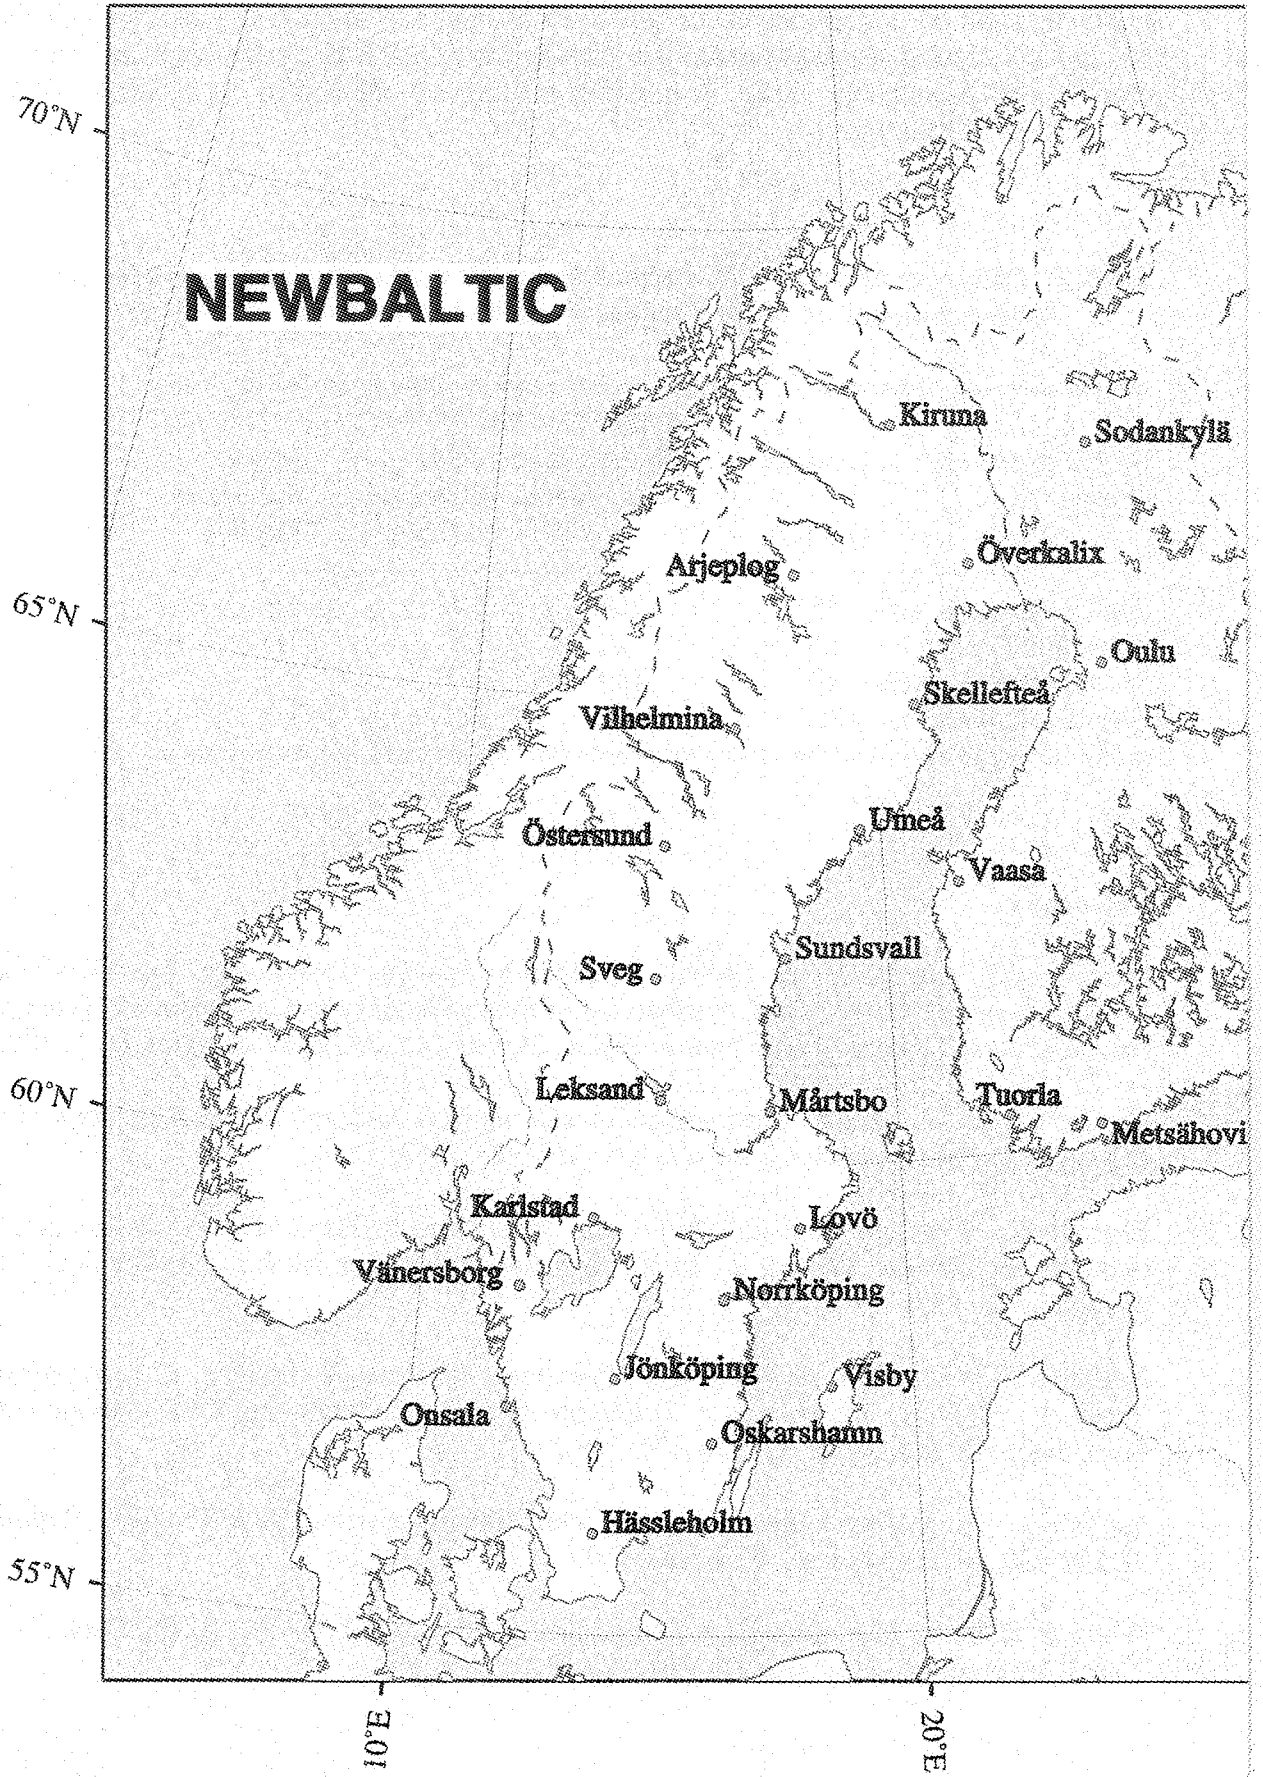 70°N
NEWBALTIC
Kiruna
Sodankylä
Överkalix
Arjeplog
65°N
Oulu
Skellefteå
Vilhelmina
Umeå
Östersund
Vaasa
Sundsvall
Sveg
60°N
Leksand
Mårtsbo
Tuorla
Metsähovi
Karlstad
Lovö
Vänersborg
Norrköping
Jönköping
Visby
Onsala
Oskarshamn
Hässleholm
55°N
10°E
20°E